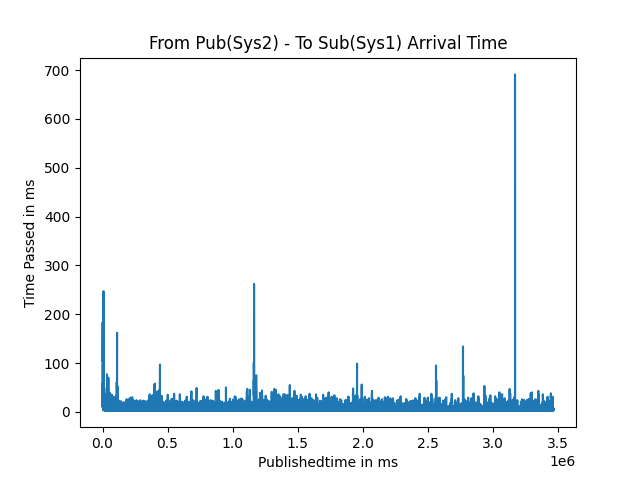 From Pub(Sys2) - To Sub(Sys1) Arrival Time
Time Passed in ms
700
600
500
400
300
200
100
0
0.0 0.5 1.0 1.5 2.0 2.5 3.0 3.5
1e6
Publishedtime in ms